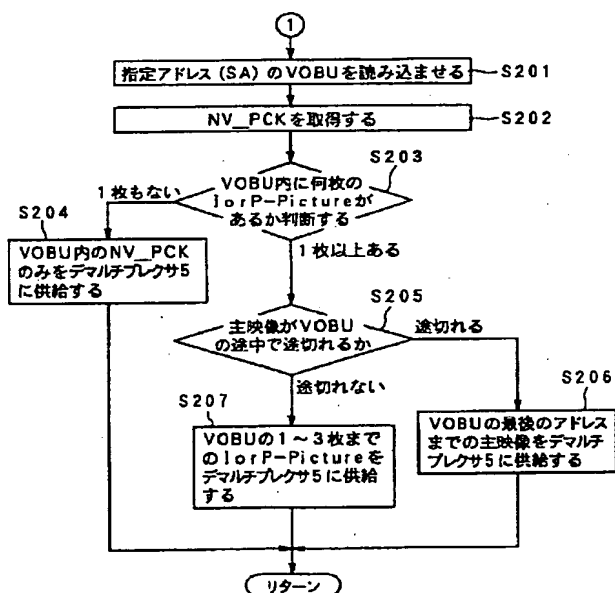 1
指定アドレス(SA)のVOBUを読み込ませる
S201
NV_PCKを取得する
S202
S203
VOBU内に何枚の
IorP-Pictureが
あるか判断する
1枚もない
S204
VOBU内のNV_PCK
のみをデマルチプレクサ5
に供給する
1枚以上ある
S205
主映像がVOBU
の途中で途切れるか
途切れる
途切れない
S206
VOBUの最後のアドレス
までの主映像をデマルチ
プレクサ5に供給する
S207
VOBUの1〜3枚まで
のIorP-Pictureを
デマルチプレクサ5に供給
する
リターン